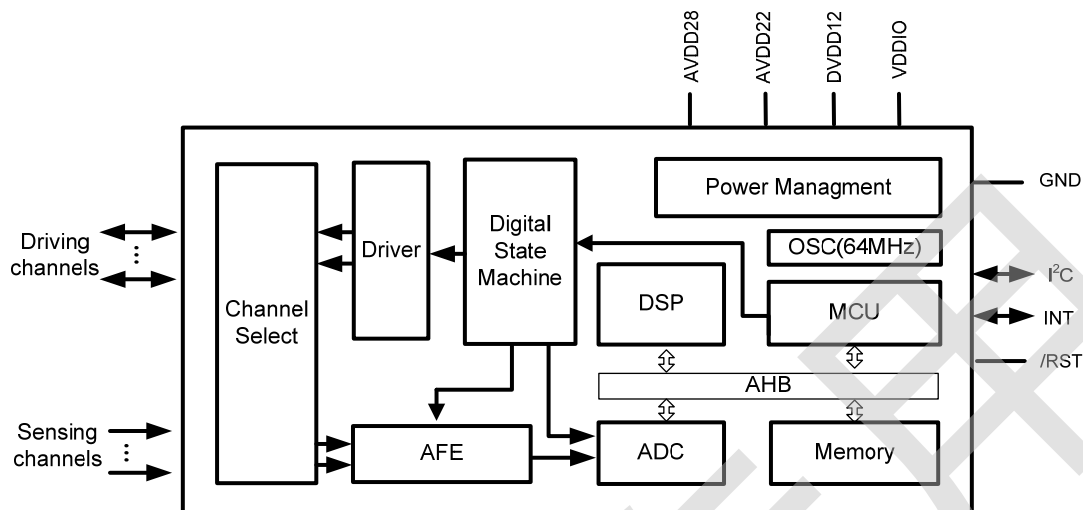 AVDD28
AVDD22
DVDD12
VDDIO
Power Managment
GND
Driving
channels
Channel
Select
Driver
Digital
State
Machine
OSC(64MHz)
DSP
MCU
I²C
INT
/RST
AHB
Sensing
channels
AFE
ADC
Memory